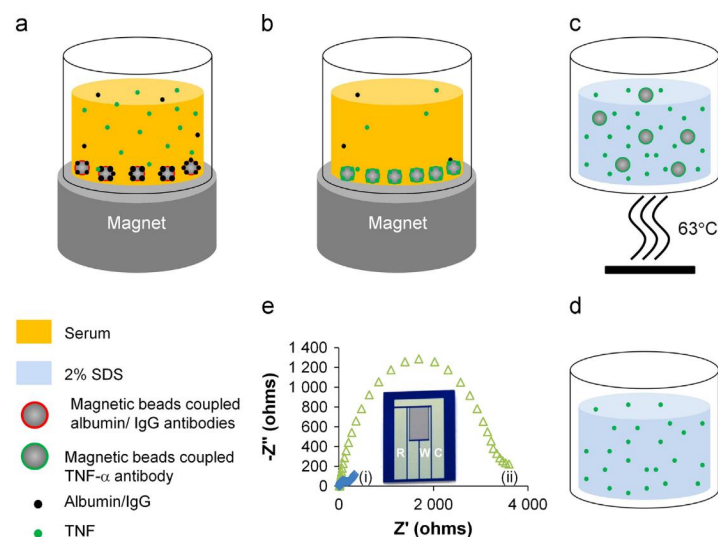 a
b
c
Magnet
Magnet
63°C
Serum
2% SDS
Magnetic beads coupled
albumin/ IgG antibodies
Magnetic beads coupled
TNF-α antibody
Albumin/IgG
TNF
e
-Z" (ohms)
1 400
1 200
1 000
800
600
400
200
0
R
W
C
(i)
(ii)
0
2 000
4 000
Z' (ohms)
d